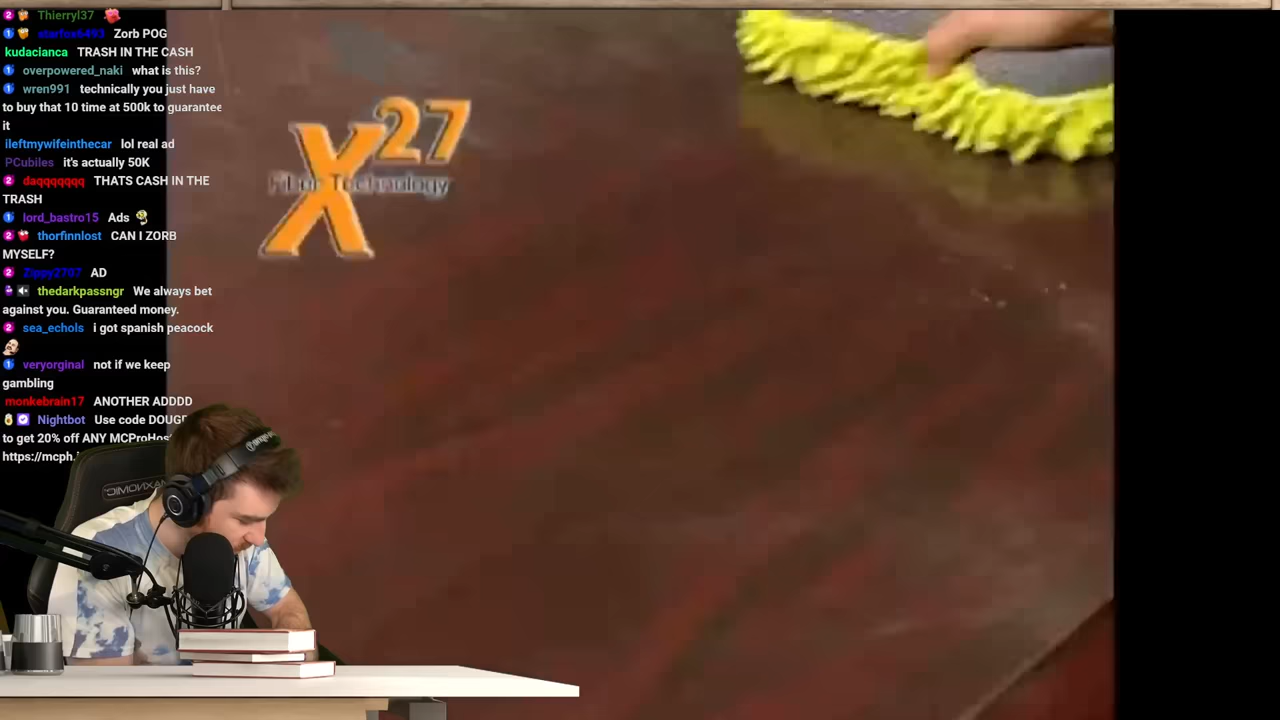 Thierryl37
starfox6493 Zorb POG
kudacianca TRASH IN THE CASH
overpowered_naki what is this?
wren991 technically you just have
to buy that 10 time at 500k to guarantee
it
ileftmywifeinthecar lol real ad
PCubiles it's actually 50K
daqqqqqqq THATS CASH IN THE
TRASH
lord_bastro15 Ads
thorfinnlost CAN I ZORB
MYSELF?
Zippy2707 AD
thedarkpassngr We always bet
against you. Guaranteed money.
sea_echols i got spanish peacock
veryorginal not if we keep
gambling
monkebrain17 ANOTHER ADDDD
Nightbot Use code DOUG
to get 20% off ANY MCProHos
https://mcph.
X27
Fiber Technology